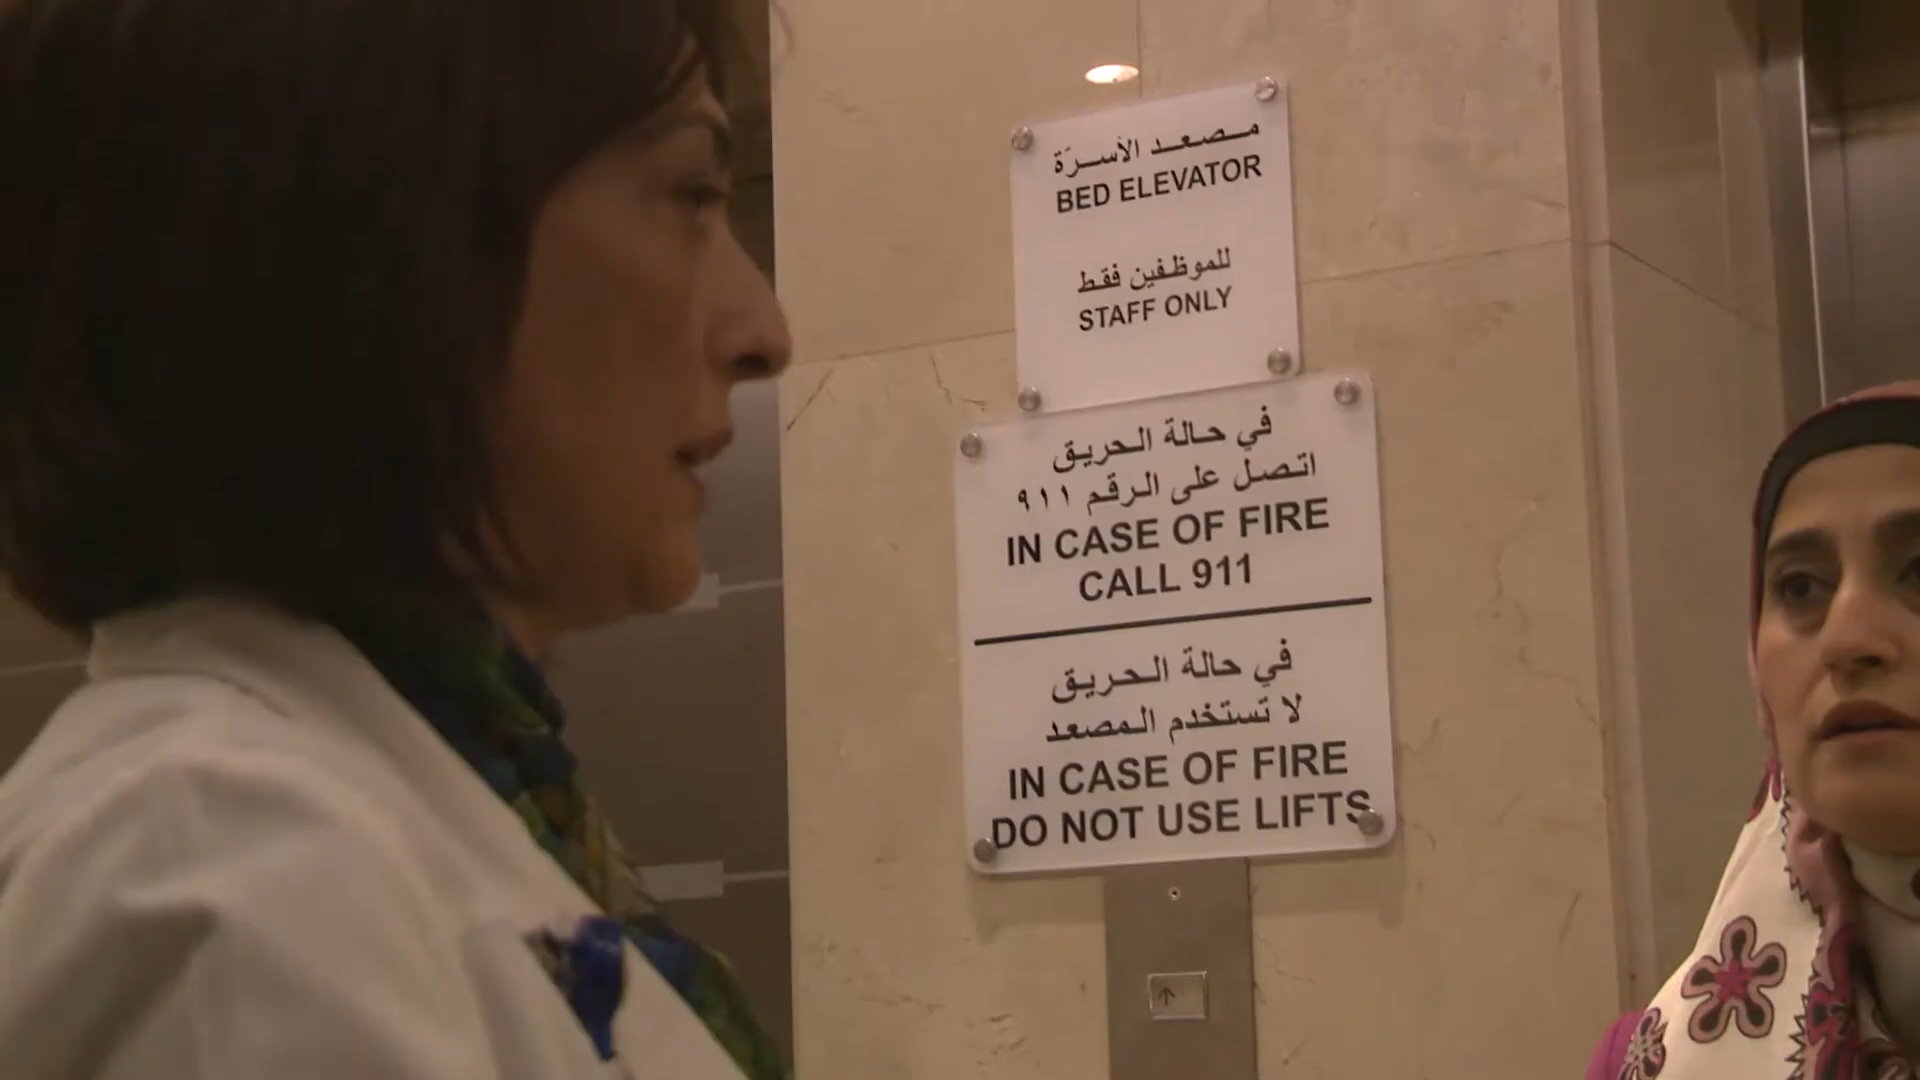 مصعد الأسرّة
BED ELEVATOR
للموظفين فقط
STAFF ONLY
في حالة الحريق
اتصل على الرقم ٩١١
IN CASE OF FIRE
CALL 911
في حالة الحريق
لا تستخدم المصعد
IN CASE OF FIRE
DO NOT USE LIFTS